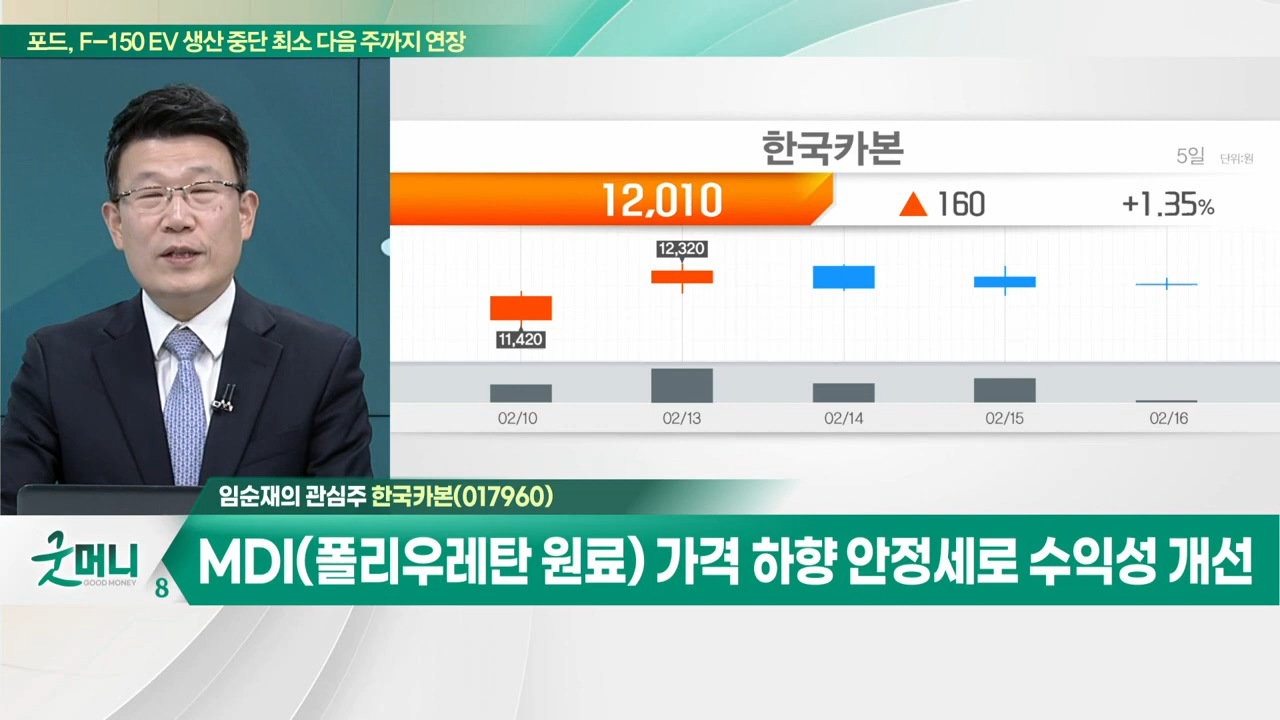 포드, F-150 EV 생산 중단 최소 다음 주까지 연장
한국카본
5일 단위:원
12,010 ▲ 160 +1.35%
12,320
11,420
02/10 02/13 02/14 02/15 02/16
임순재의 관심주 한국카본(017960)
굿머니
GOOD MONEY
8
MDI(폴리우레탄 원료) 가격 하향 안정세로 수익성 개선